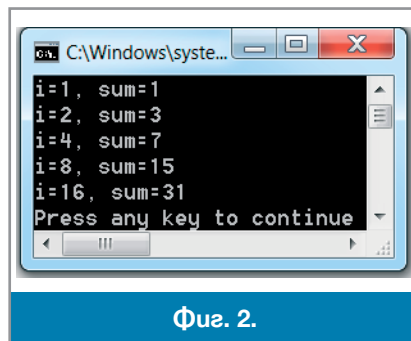 C:\Windows\syste...
i=1, sum=1
i=2, sum=3
i=4, sum=7
i=8, sum=15
i=16, sum=31
Press any key to continue
Фиг. 2.